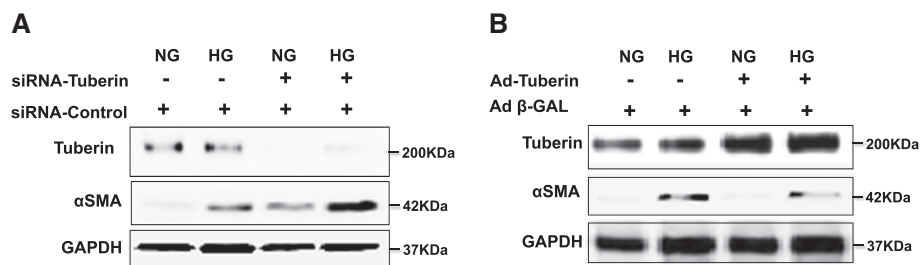 A
NG HG NG HG
siRNA-Tuberin - - + +
siRNA-Control + + + +
Tuberin 200KDa
αSMA 42KDa
GAPDH 37KDa
B
NG HG NG HG
Ad-Tuberin - - + +
Ad β-GAL + + + +
Tuberin 200KDa
αSMA 42KDa
GAPDH 37KDa